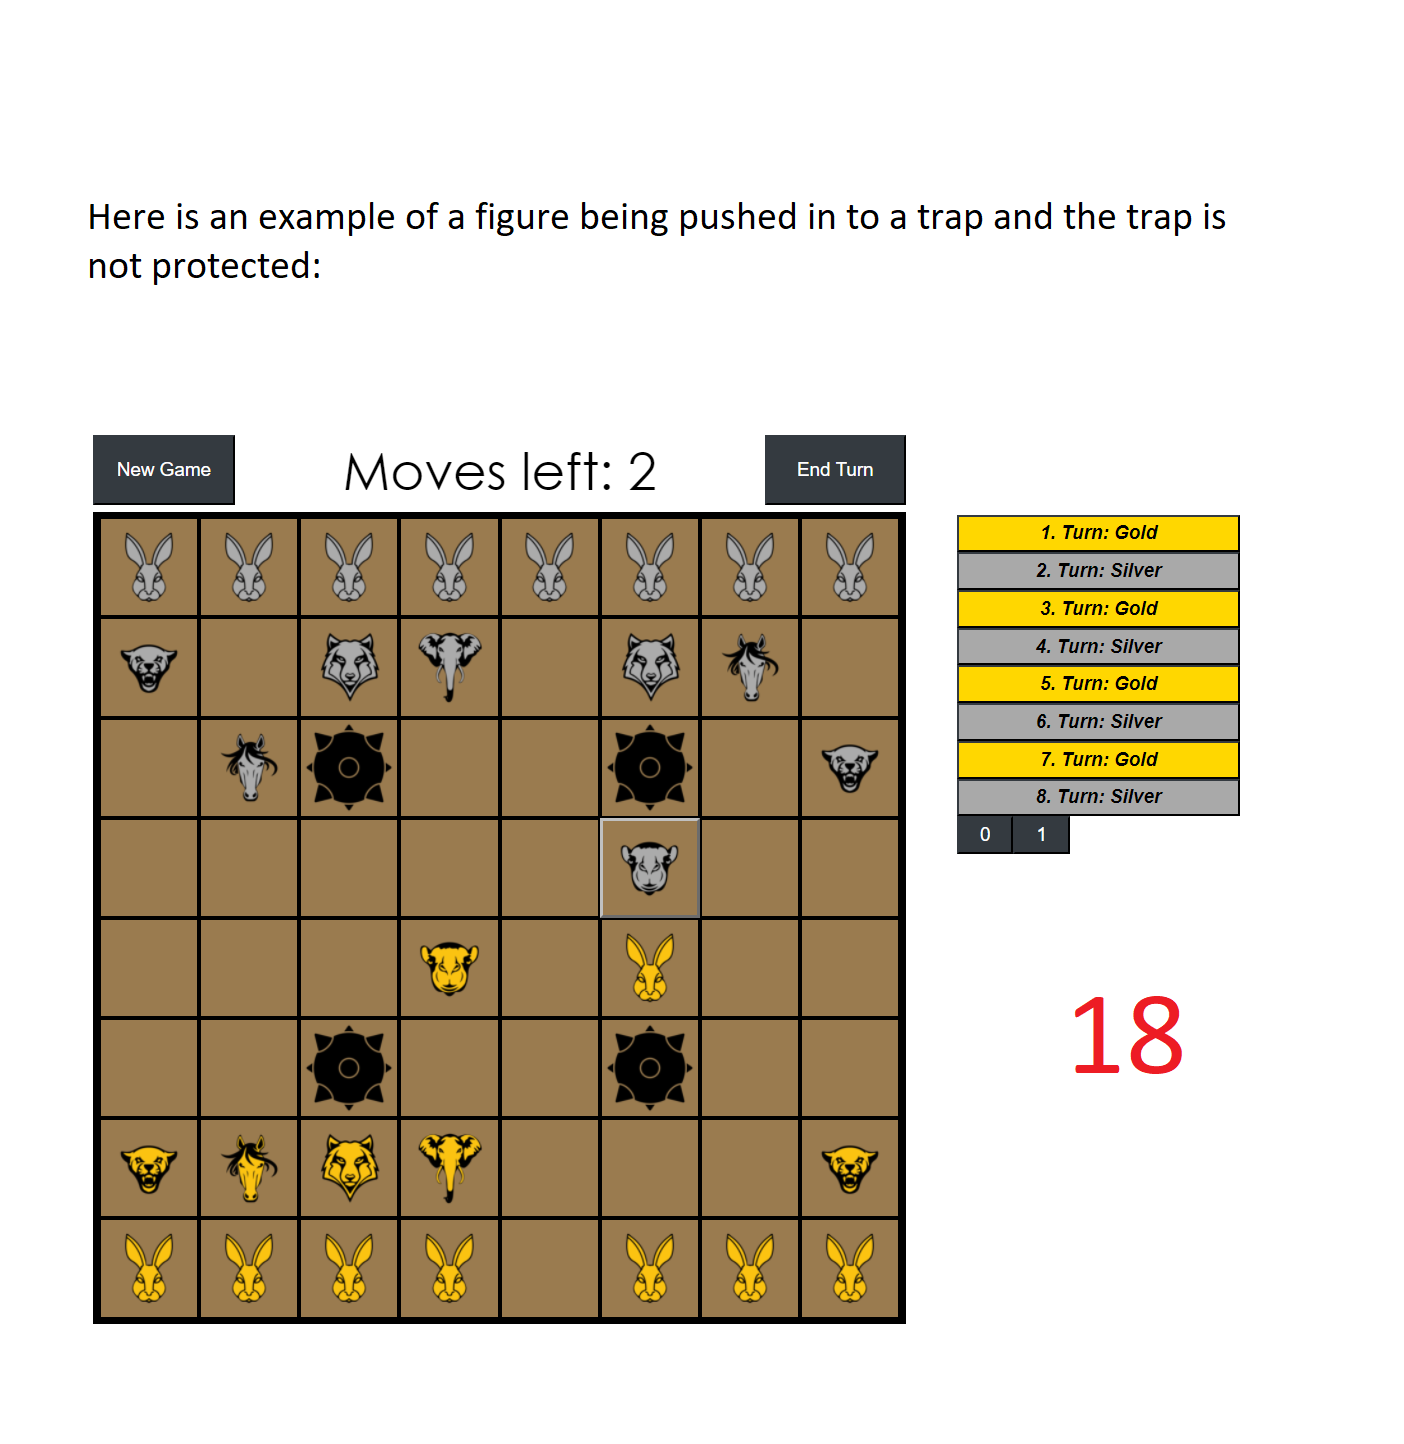 Here is an example of a figure being pushed in to a trap and the trap is
not protected:
New Game
Moves left: 2
End Turn
1. Turn: Gold
2. Turn: Silver
3. Turn: Gold
4. Turn: Silver
5. Turn: Gold
6. Turn: Silver
7. Turn: Gold
8. Turn: Silver
0 1
18